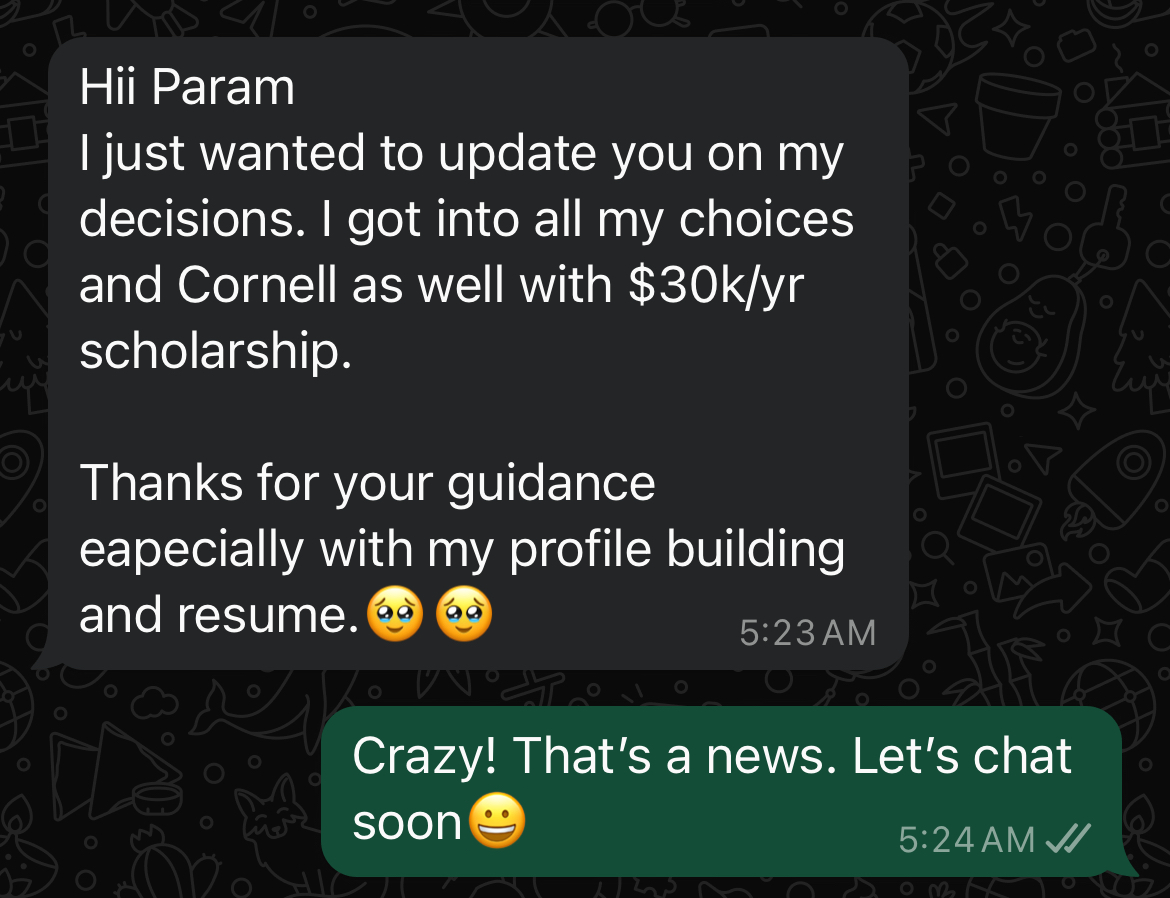 Hii Param
I just wanted to update you on my
decisions. I got into all my choices
and Cornell as well with $30k/yr
scholarship.
Thanks for your guidance
eapecially with my profile building
and resume.🥹🥹
5:23 AM
Crazy! That’s a news. Let’s chat
soon😀
5:24 AM